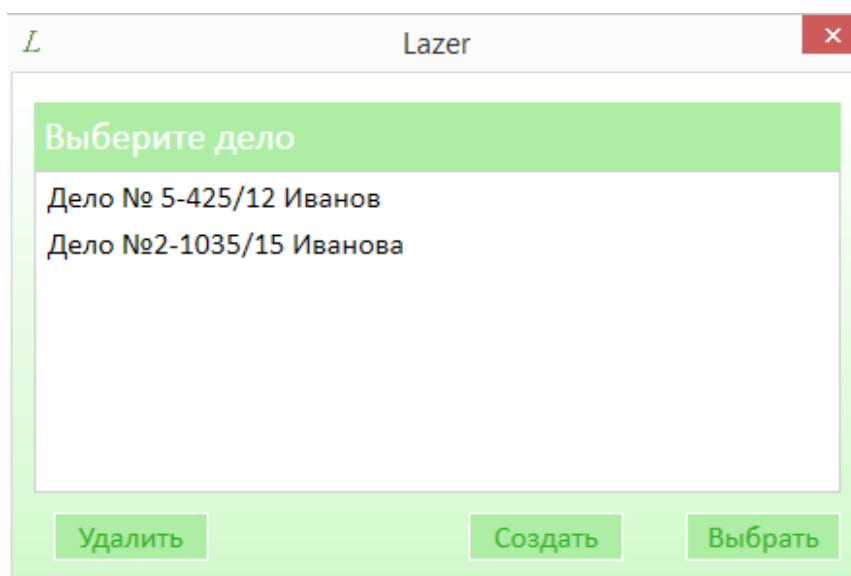 L Lazer ×
Выберите дело
Дело № 5-425/12 Иванов
Дело №2-1035/15 Иванова
Удалить Создать Выбрать